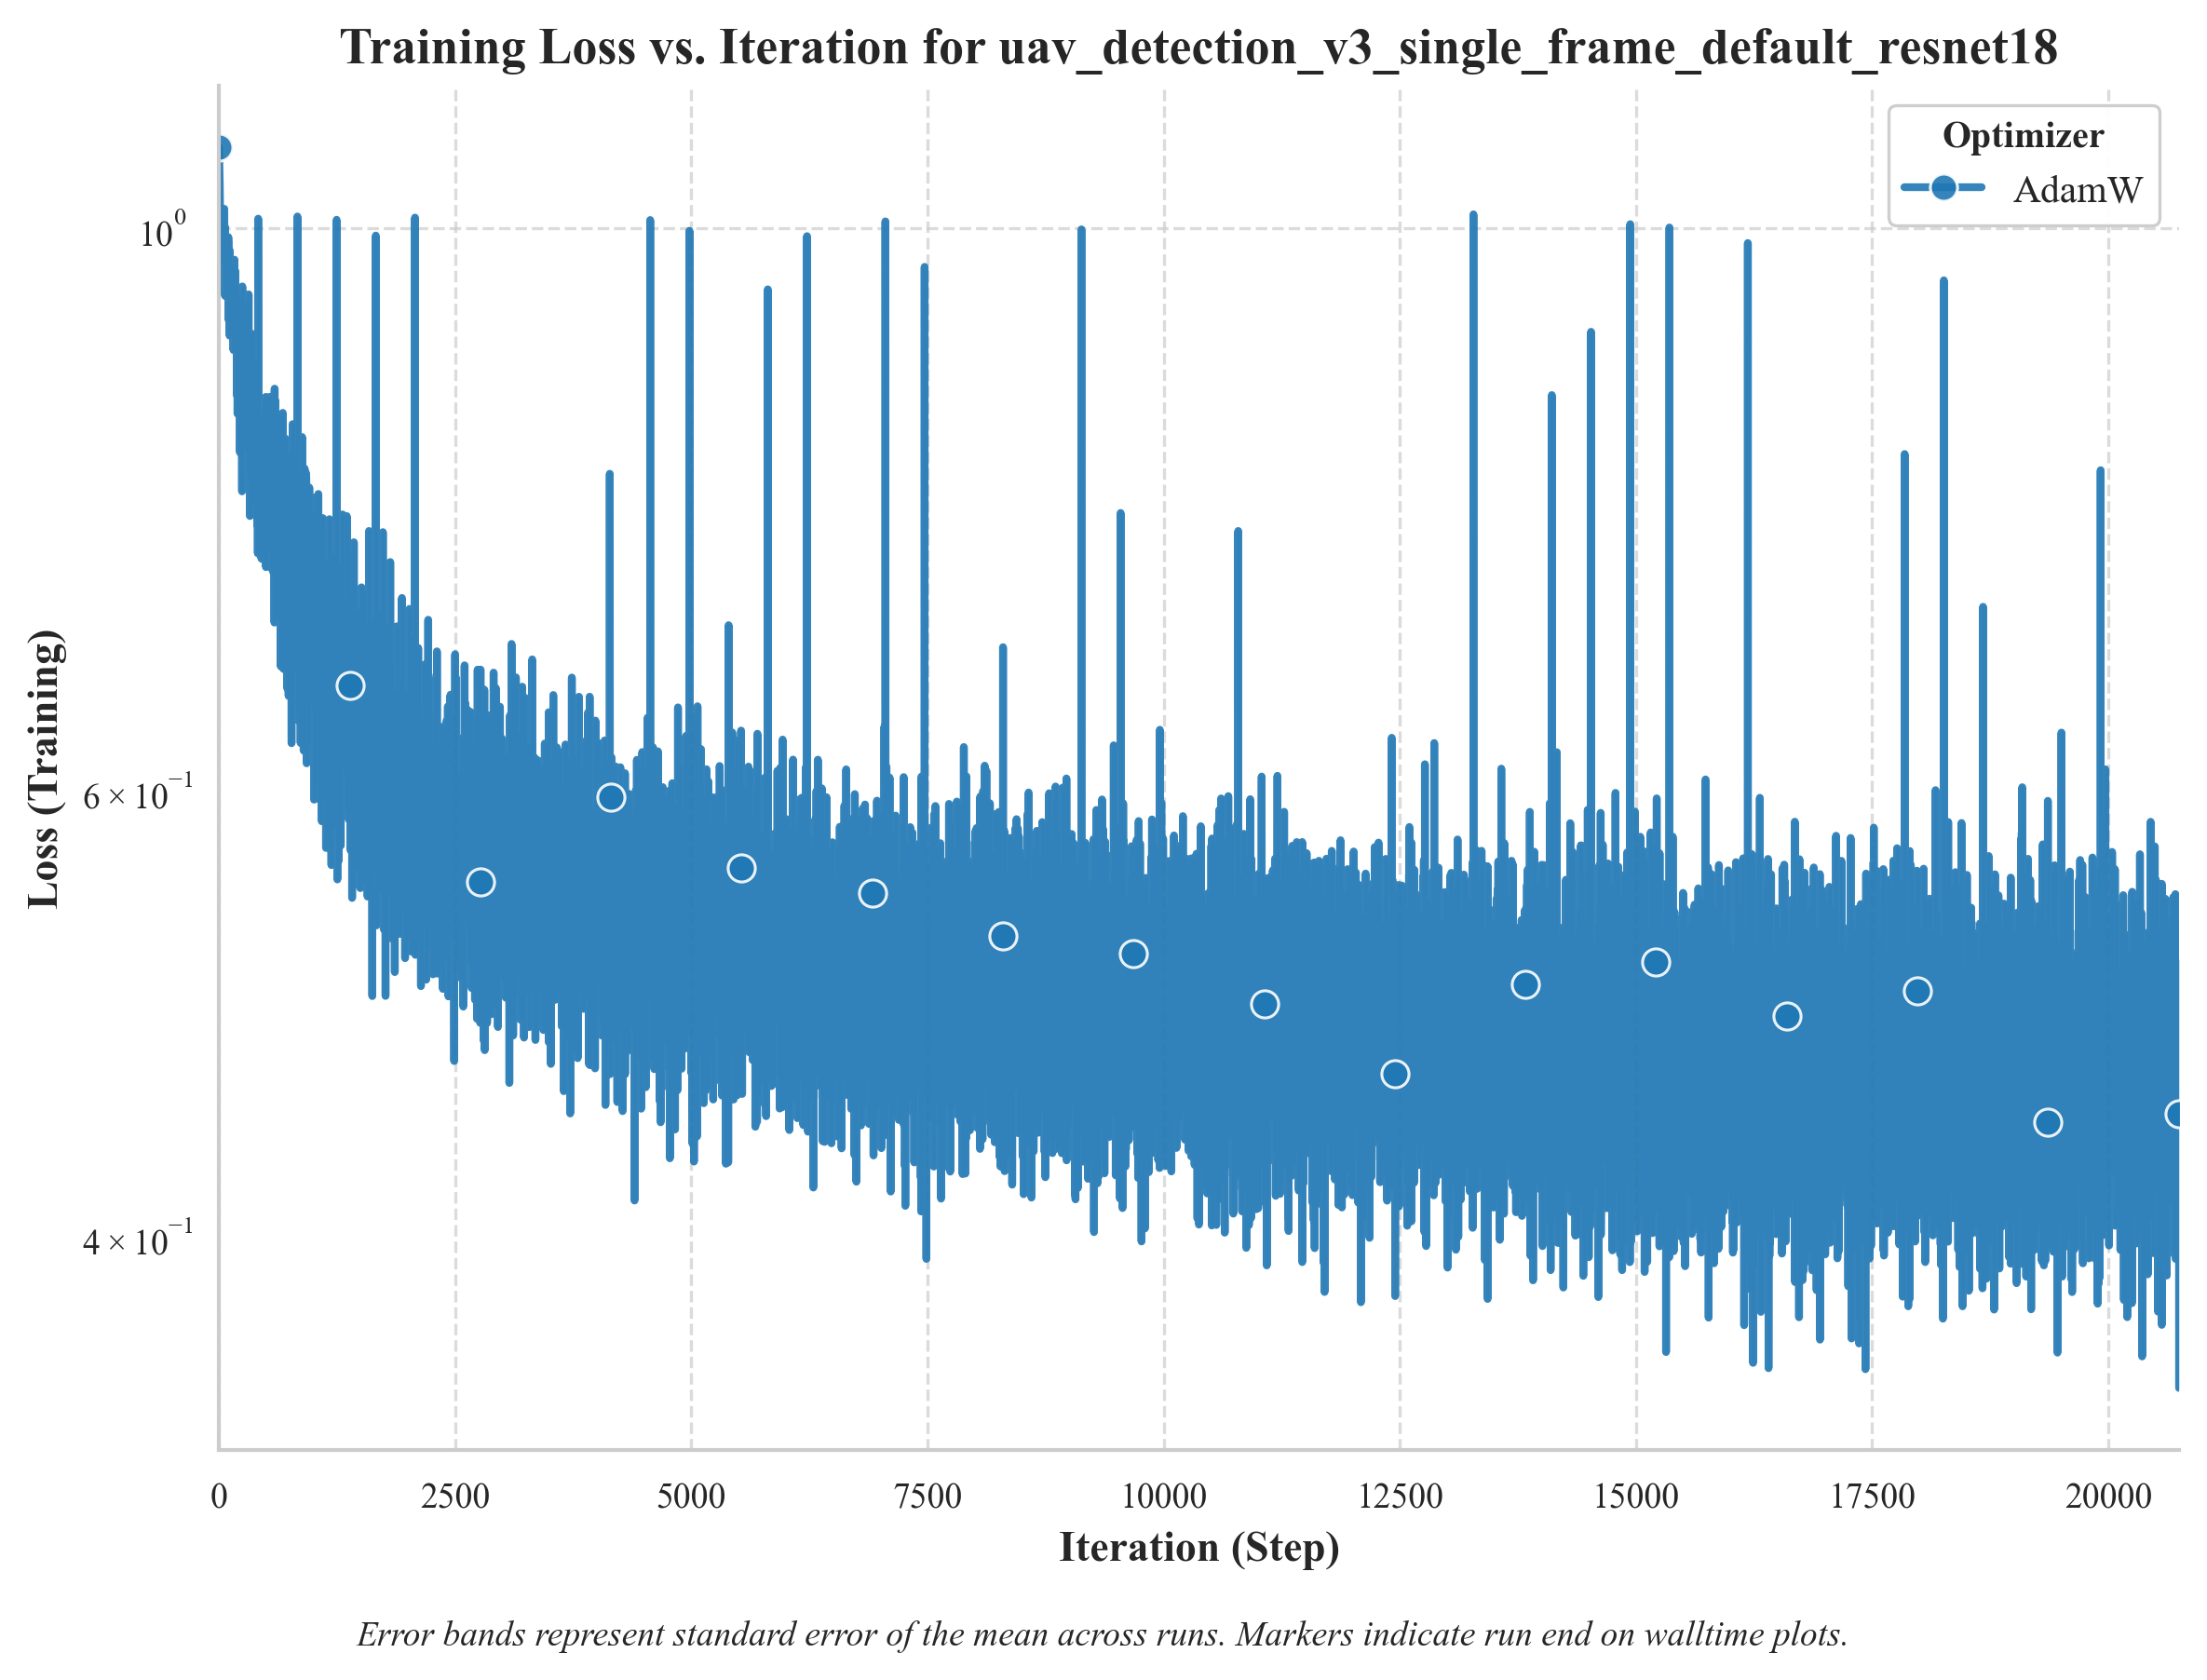 Training Loss vs. Iteration for uav_detection_v3_single_frame_default_resnet18
Optimizer
AdamW
Loss (Training)
10⁰
6 × 10⁻¹
4 × 10⁻¹
0 2500 5000 7500 10000 12500 15000 17500 20000
Iteration (Step)
Error bands represent standard error of the mean across runs. Markers indicate run end on walltime plots.